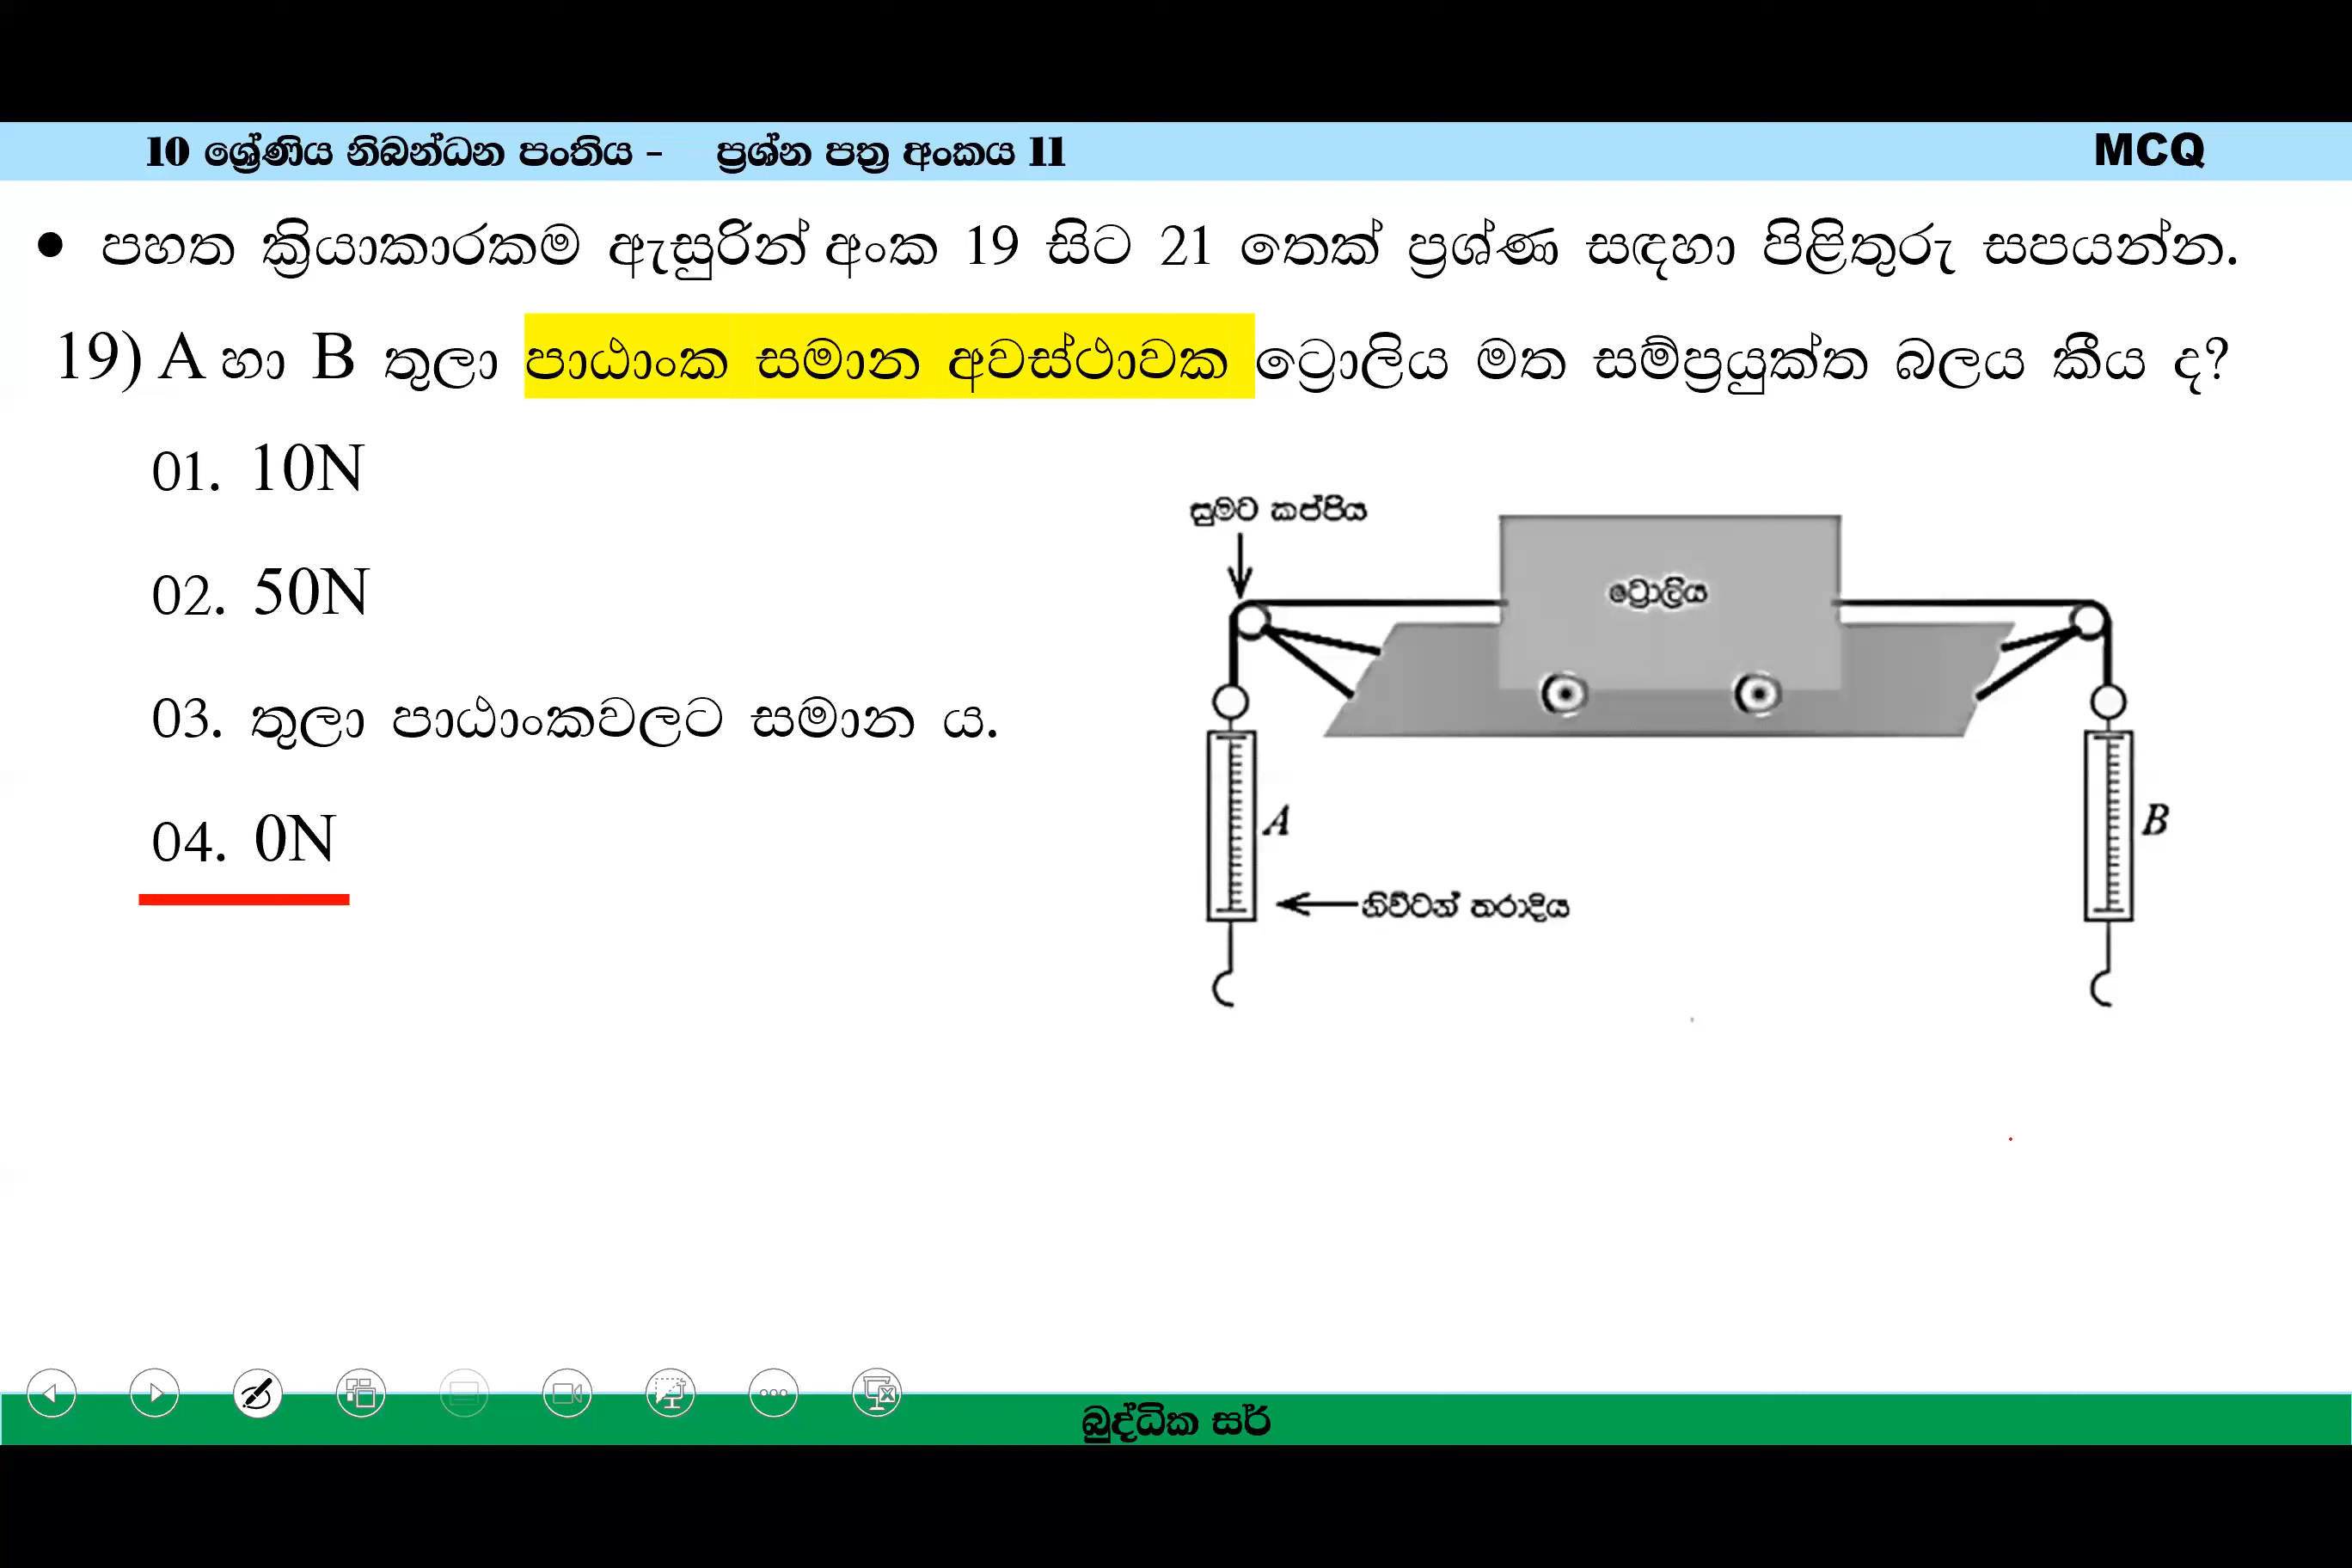 10 ශ්‍රේණිය නිබන්ධන පංතිය - ප්‍රශ්න පත්‍ර අංකය 11 MCQ
• පහත ක්‍රියාකාරකම ඇසුරින් අංක 19 සිට 21 තෙක් ප්‍රශ්ණ සඳහා පිළිතුරු සපයන්න.
19) A හා B තුලා පාඨාංක සමාන අවස්ථාවක ට්‍රොලිය මත සම්ප්‍රයුක්ත බලය කීය ද?
01. 10N
02. 50N
03. තුලා පාඨාංකවලට සමාන ය.
04. 0N
සුමට කප්පිය
ට්‍රොලිය
A
B
නිව්ටන් තරාදිය
බුද්ධික සර්